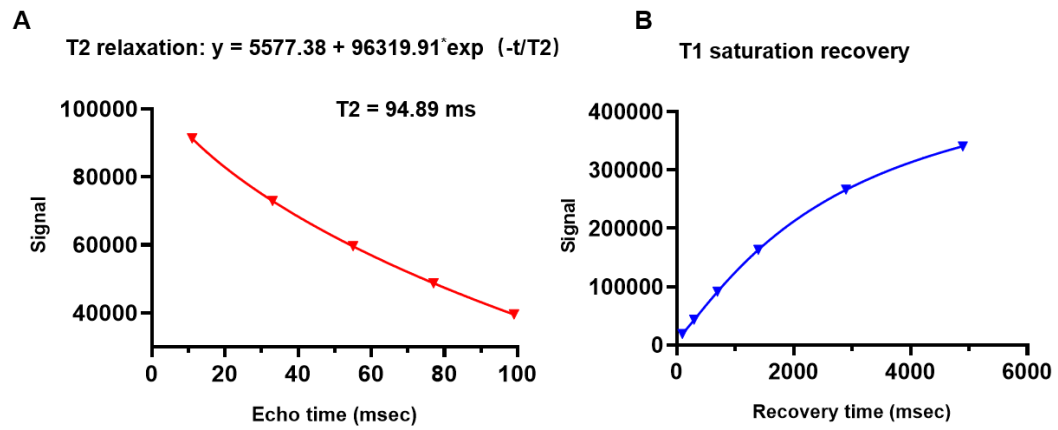 A
T2 relaxation: y = 5577.38 + 96319.91*exp（-t/T2）
T2 = 94.89 ms
100000
80000
60000
40000
Signal
0 20 40 60 80 100
Echo time (msec)
B
T1 saturation recovery
400000
300000
200000
100000
0
Signal
0 2000 4000 6000
Recovery time (msec)